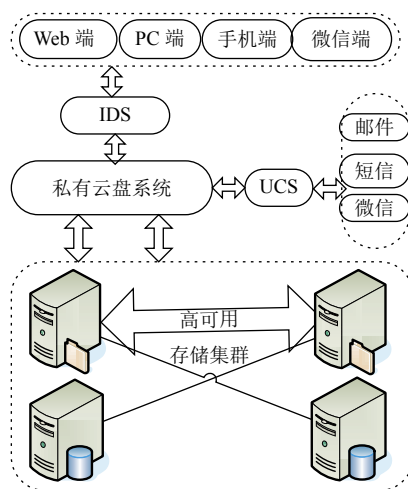 Web 端
PC 端
手机端
微信端
IDS
邮件
私有云盘系统
UCS
短信
微信
高可用
存储集群